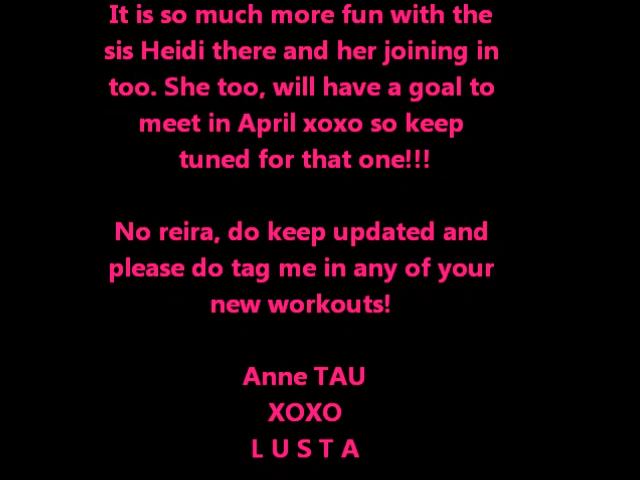 It is so much more fun with the
sis Heidi there and her joining in
too. She too, will have a goal to
meet in April xoxo so keep
tuned for that one!!!
No reira, do keep updated and
please do tag me in any of your
new workouts!
Anne TAU
XOXO
L U S T A